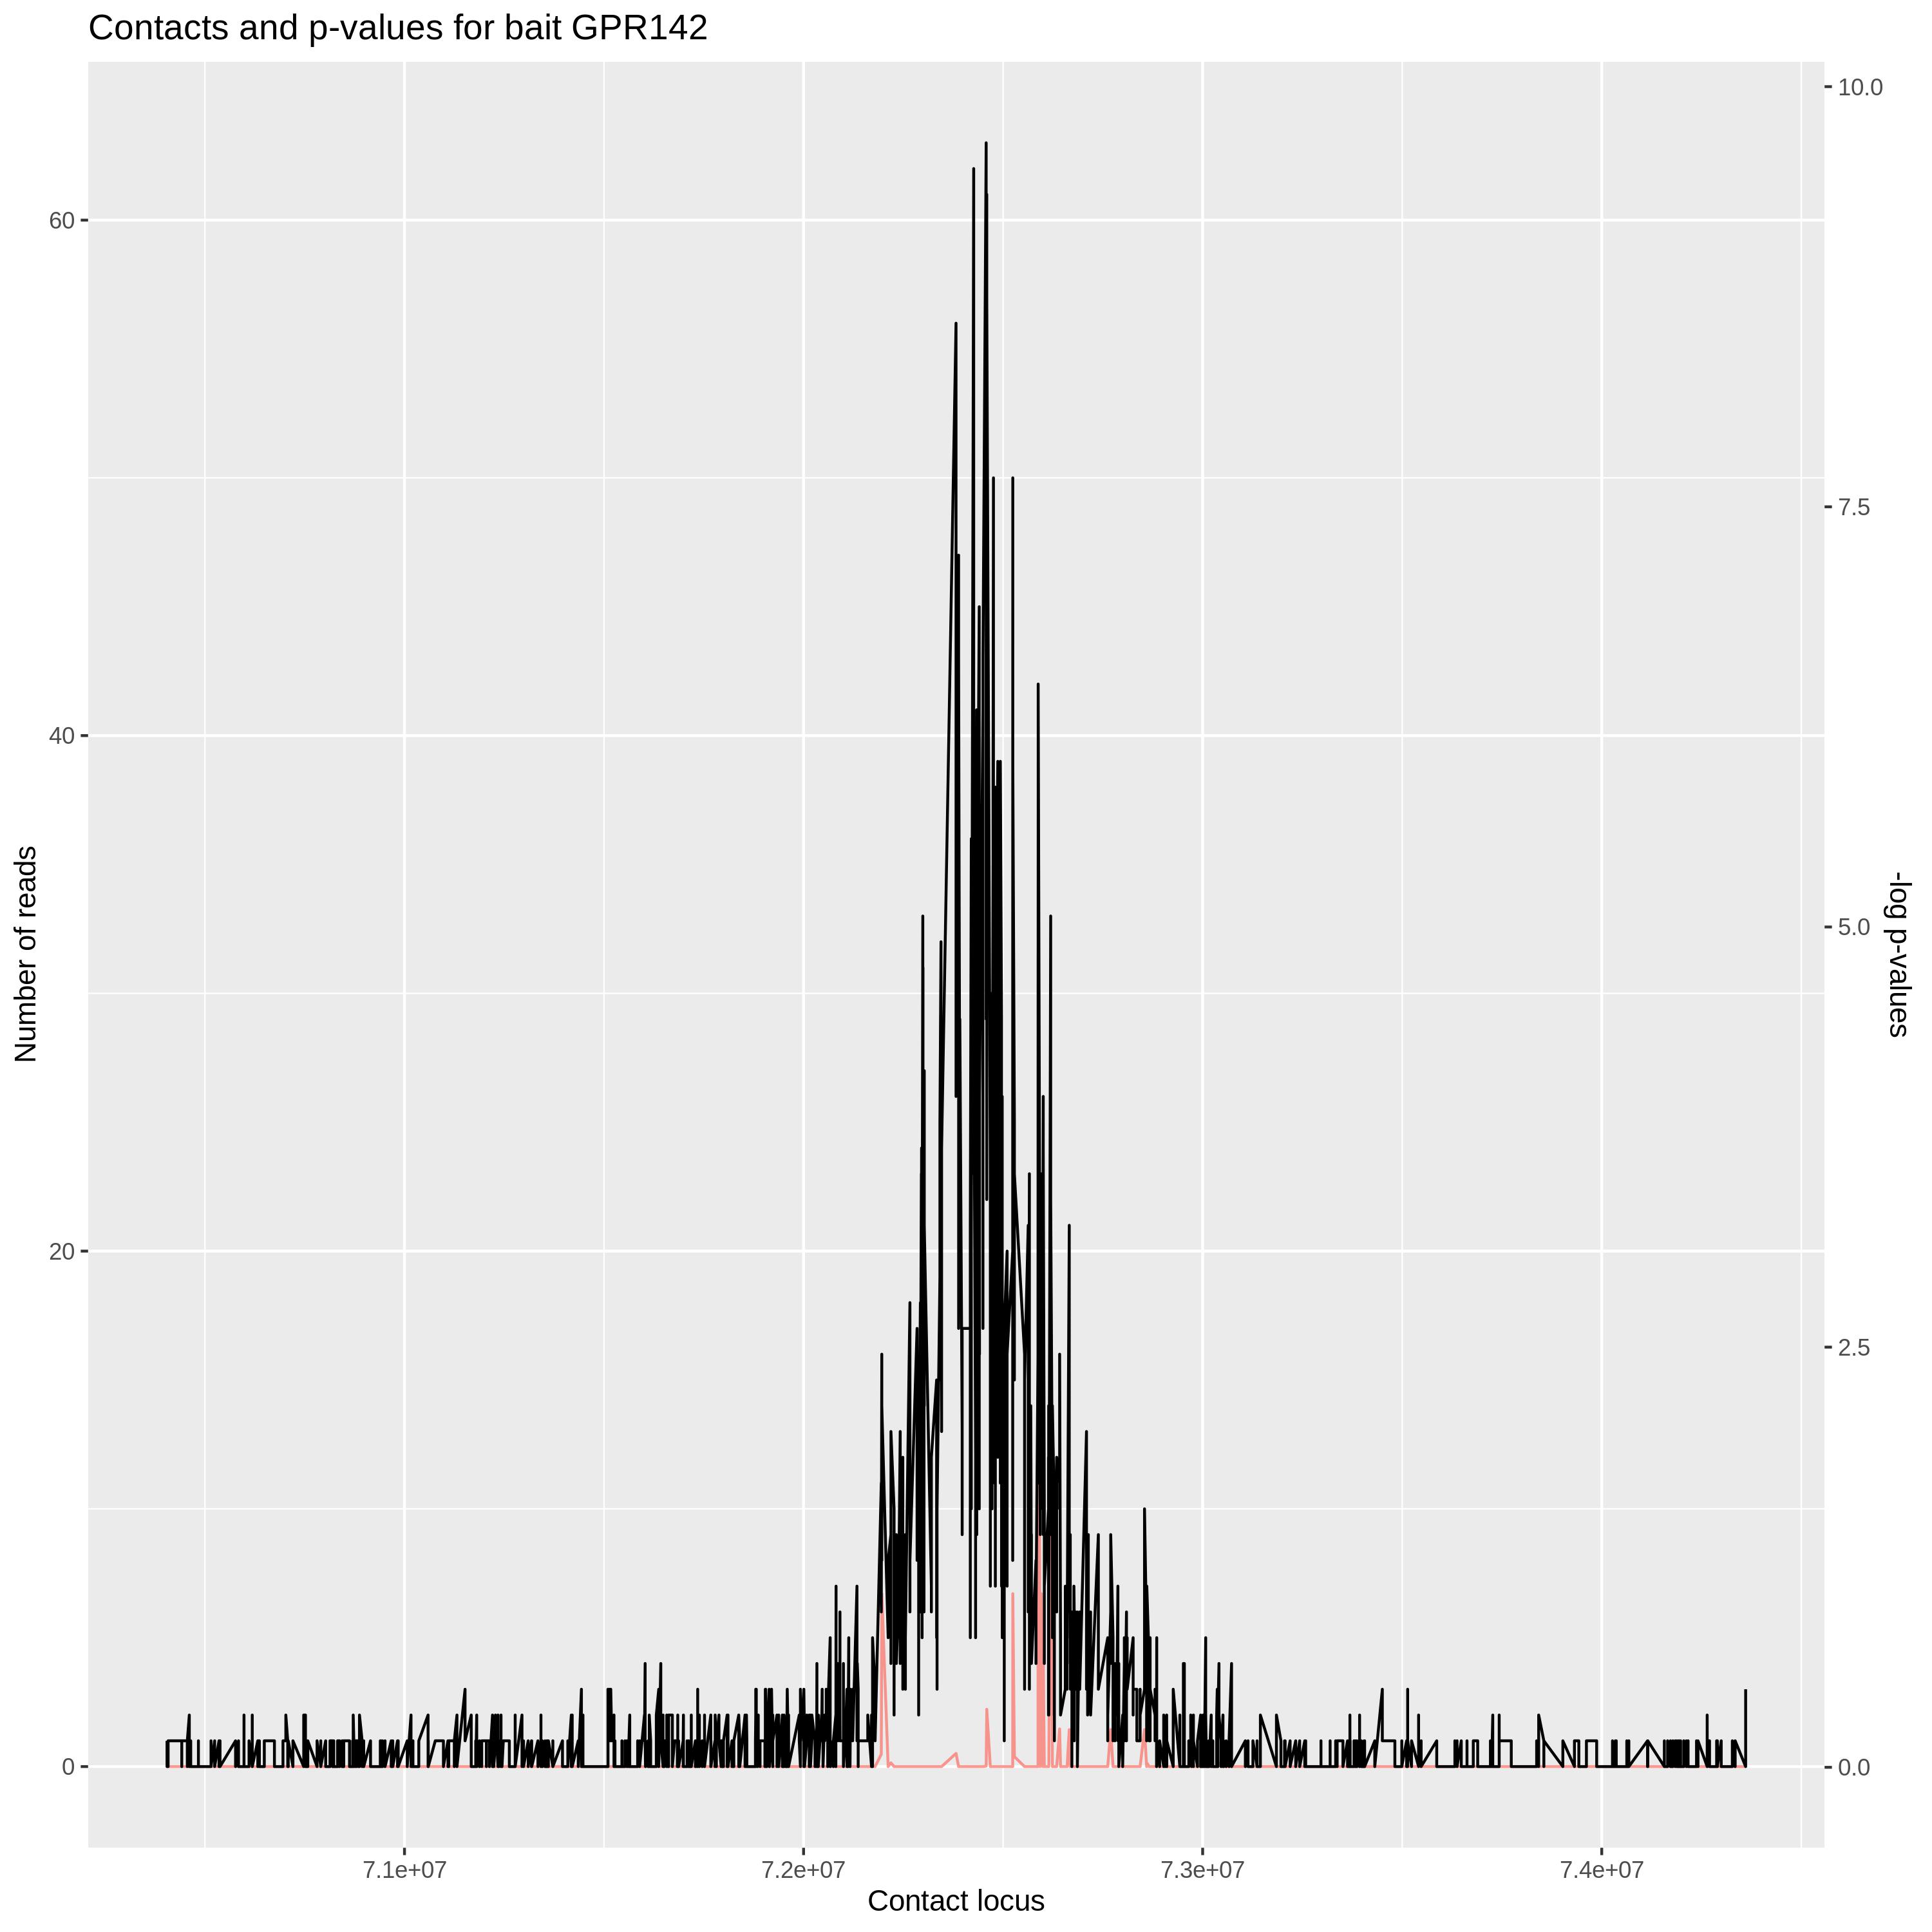 Contacts and p-values for bait GPR142
10.0
60
7.5
40
Number of reads
-log p-values
5.0
20
2.5
0
0.0
7.1e+07
7.2e+07
7.3e+07
7.4e+07
Contact locus